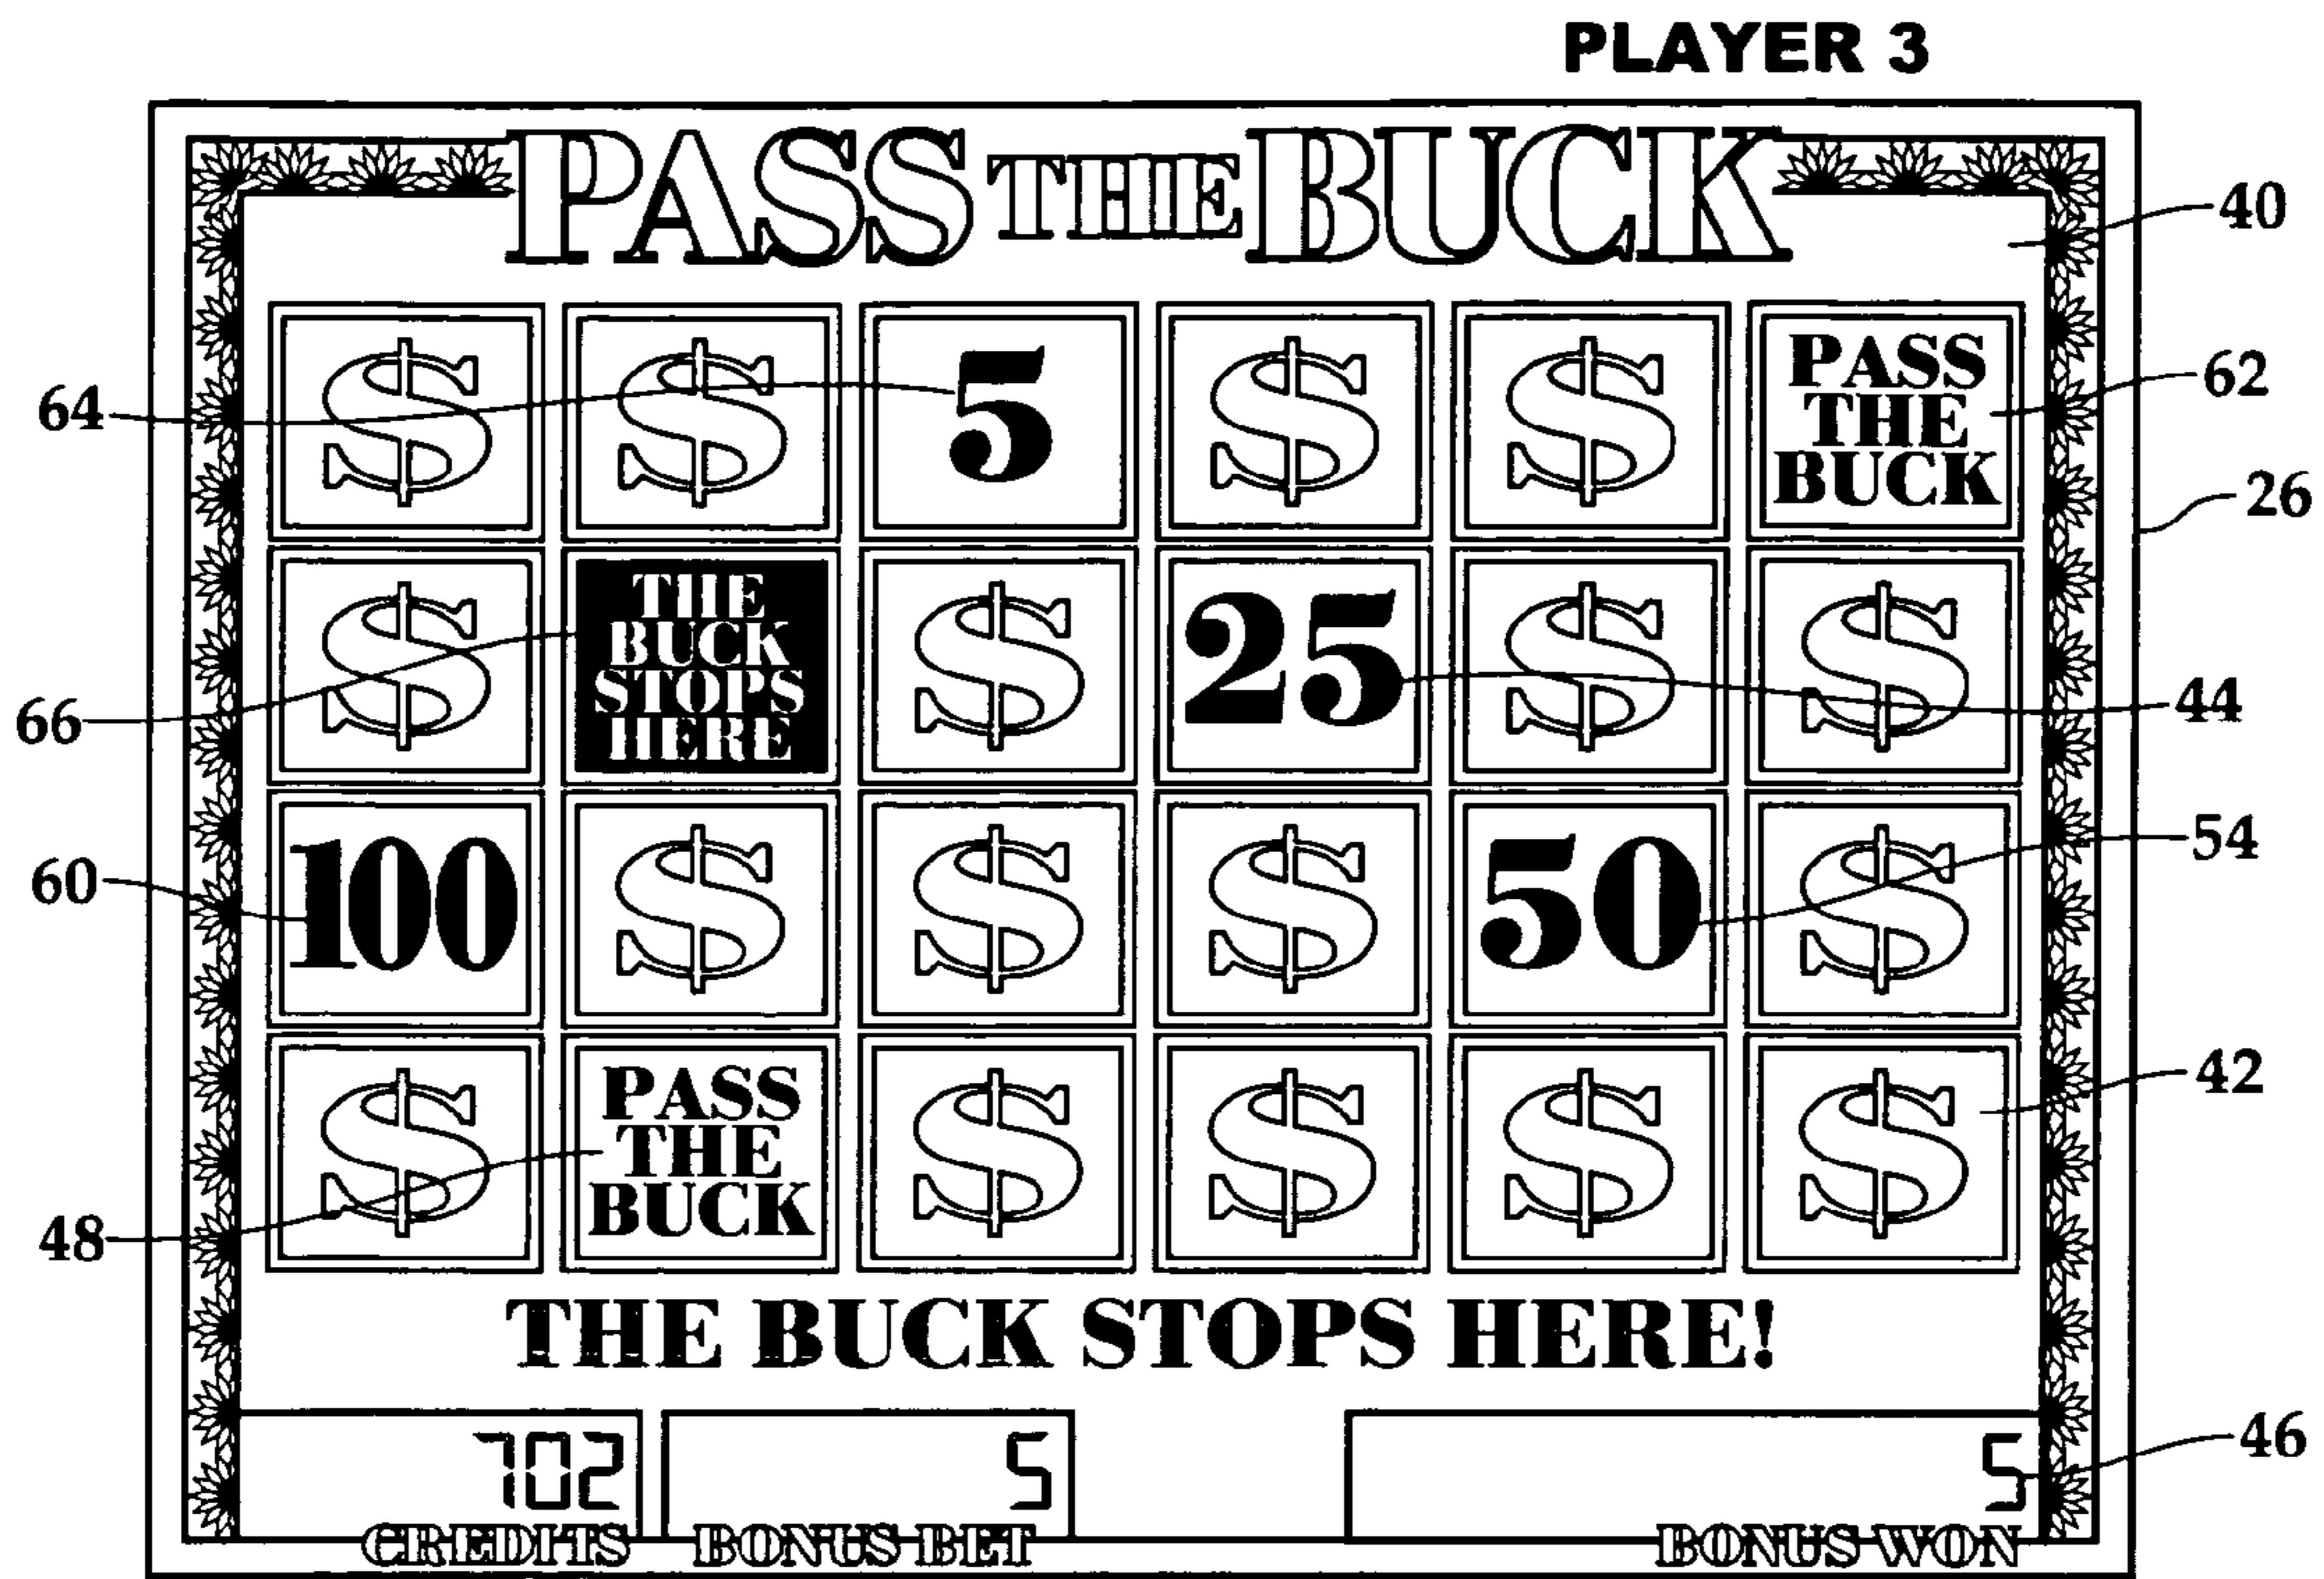 PLAYER 3
PASS THE BUCK
40
$ $ 5 $ $ PASS THE BUCK
64
62
26
$ THE BUCK STOPS HERE $ 25 $ $
66
44
100 $ $ $ 50 $
60
54
$ PASS THE BUCK $ $ $ $
42
48
THE BUCK STOPS HERE!
702 5 5
46
CREDITS BONUS BET BONUS WON